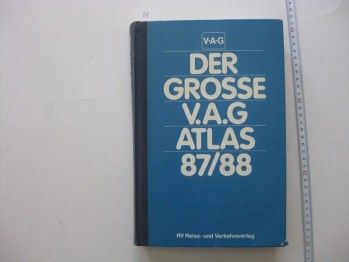 V·A·G
DER
GROSSE
V.A.G
ATLAS
87/88
RV Reise- und Verkehrsverlag